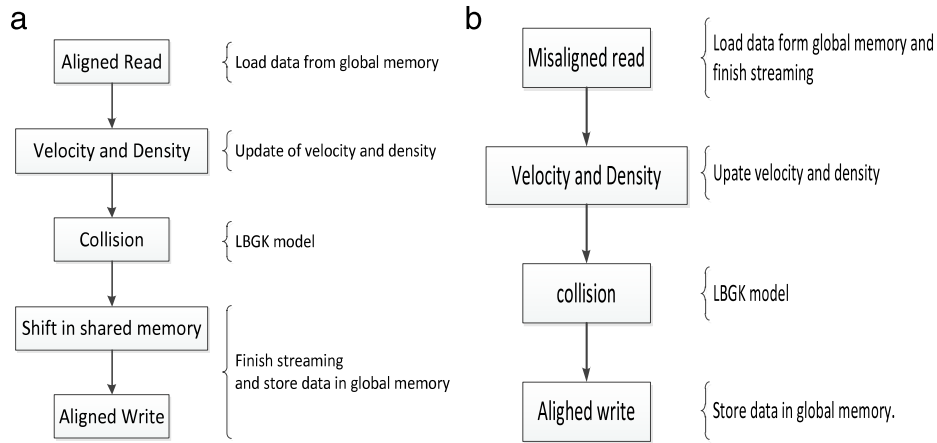 a
Aligned Read
Load data from global memory
Velocity and Density
Update of velocity and density
Collision
LBGK model
Shift in shared memory
Finish streaming
and store data in global memory
Aligned Write
b
Misaligned read
Load data form global memory and
finish streaming
Velocity and Density
Upate velocity and density
collision
LBGK model
Alighed write
Store data in global memory.